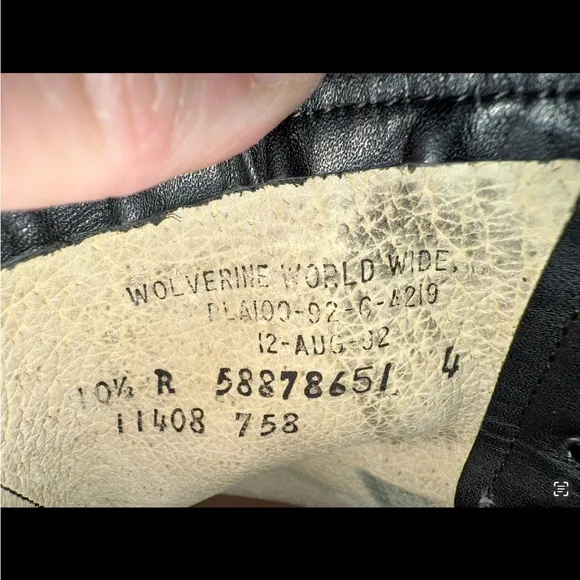 WOLVERINE WORLD WIDE,
DLA100-92-C-4219
12-AUG-92
10½ R 58878651 4
11408 758